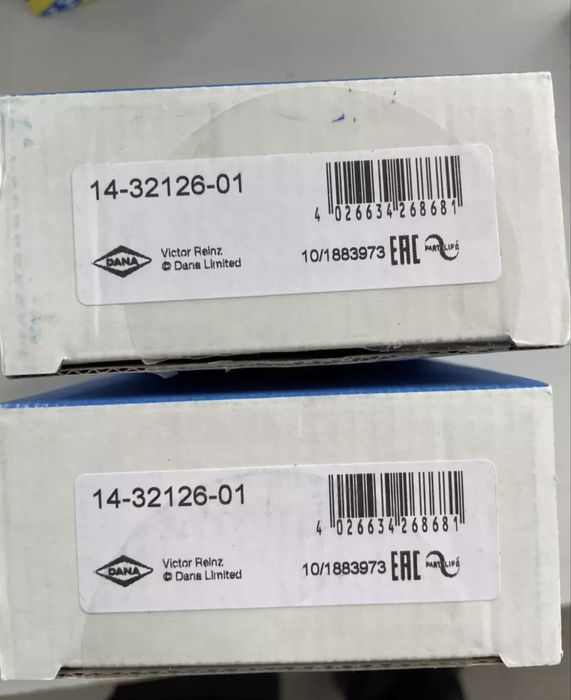 14-32126-01
4 026634 268681
DANA
Victor Reinz
© Dana Limited
10/1883973 EAC PARTLIFE
14-32126-01
4 026634 268681
DANA
Victor Reinz
© Dana Limited
10/1883973 EAC PARTLIFE